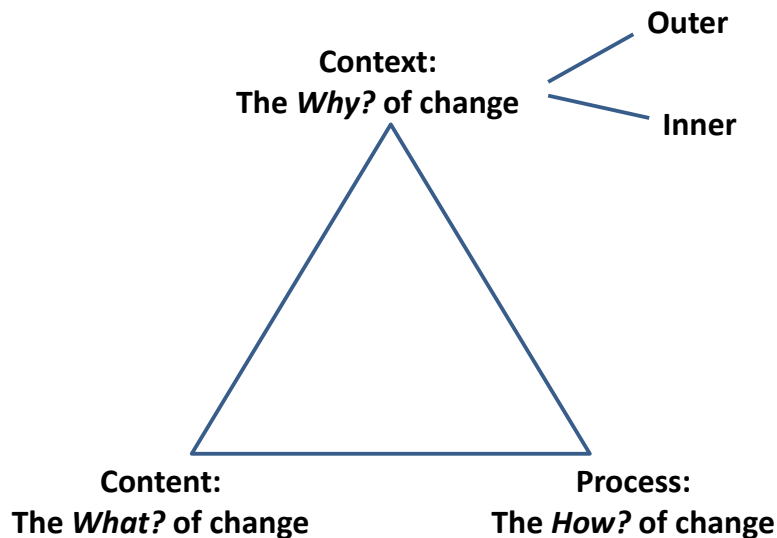 Outer
Context:
The Why? of change
Inner
Content:
The What? of change
Process:
The How? of change